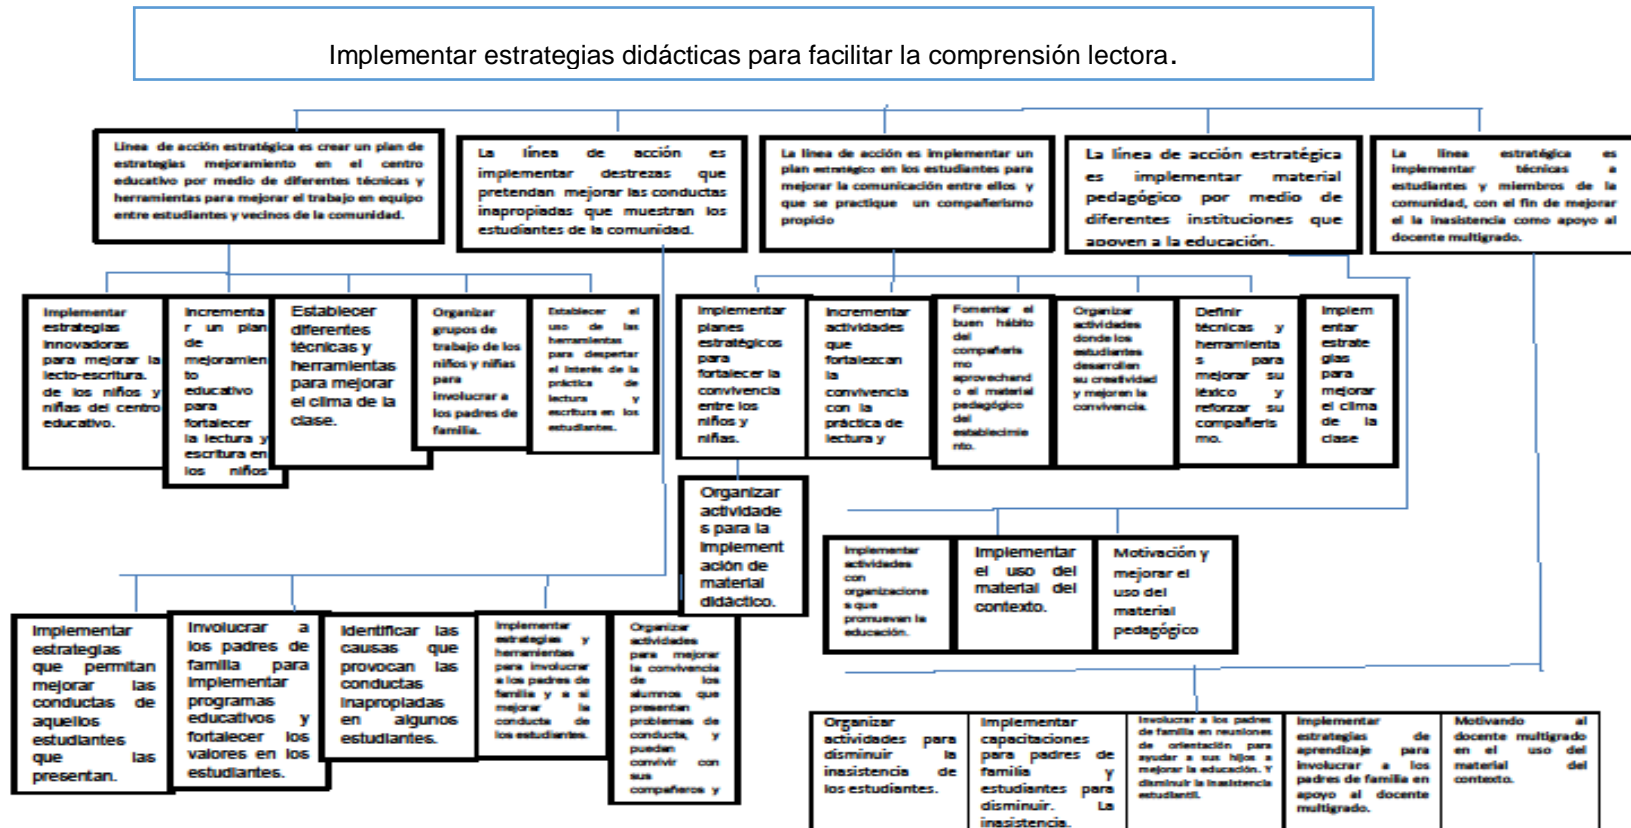 Implementar estrategias didácticas para facilitar la comprensión lectora.
Línea de acción estratégica es crear un plan de
estrategias mejoramiento en el centro
educativo por medio de diferentes técnicas y
herramientas para mejorar el trabajo en equipo
entre estudiantes y vecinos de la comunidad.
La línea de acción es
implementar destrezas que
pretendan mejorar las conductas
inapropiadas que muestran los
estudiantes de la comunidad.
La línea de acción es implementar un
plan estratégico en los estudiantes para
mejorar la comunicación entre ellos y
que se practique un compañerismo
propicio
La línea de acción estratégica
es implementar material
pedagógico por medio de
diferentes instituciones que
apoyen a la educación.
La línea estratégica es
implementar técnicas a
estudiantes y miembros de la
comunidad, con el fin de mejorar
el la inasistencia como apoyo al
docente multigrado.
Implementar
estrategias
innovadoras
para mejorar la
lecto-escritura.
de los niños y
niñas del centro
educativo.
Incrementa
r un plan
de
mejoramien
to
educativo
para
fortalecer
la lectura y
escritura en
los niños
Establecer
diferentes
técnicas y
herramientas
para mejorar
el clima de la
clase.
Organizar
grupos de
trabajo de los
niños y niñas
para
involucrar a
los padres de
familia.
Establecer el
uso de las
herramientas
para despertar
el interés de la
práctica de
lectura y
escritura en los
estudiantes.
Implementar
planes
estratégicos
para
fortalecer la
convivencia
entre los
niños y
niñas.
Incrementar
actividades
que
fortalezcan
la
convivencia
con la
práctica de
lectura y
Fomentar el
buen hábito
del
compañeris
mo
aprovechand
o el material
pedagógico
del
establecimie
nto.
Organizar
actividades
donde los
estudiantes
desarrollen
su creatividad
y mejoren la
convivencia.
Definir
técnicas y
herramienta
s para
mejorar su
léxico y
reforzar su
compañeris
mo.
Implem
entar
estrate
gias
para
mejorar
el clima
de la
clase
Organizar
actividade
s para la
implement
ación de
material
didáctico.
Implementar
actividades
con
organizacione
s que
promuevan la
educación.
Implementar
el uso del
material del
contexto.
Motivación y
mejorar el
uso del
material
pedagógico
Implementar
estrategias
que permitan
mejorar las
conductas de
aquellos
estudiantes
que las
presentan.
Involucrar a
los padres de
familia para
implementar
programas
educativos y
fortalecer los
valores en los
estudiantes.
Identificar las
causas que
provocan las
conductas
inapropiadas
en algunos
estudiantes.
Implementar
estrategias y
herramientas
para involucrar
a los padres de
familia y a si
mejorar la
conducta de
los estudiantes.
Organizar
actividades
para mejorar
la convivencia
de los
alumnos que
presentan
problemas de
conducta, y
puedan
convivir con
sus
compañeros y
Organizar
actividades para
disminuir la
inasistencia de
los estudiantes.
Implementar
capacitaciones
para padres de
familia y
estudiantes para
disminuir. La
inasistencia.
Involucrar a los padres
de familia en reuniones
de orientación para
ayudar a sus hijos a
mejorar la educación. Y
disminuir la inasistencia
estudiantil.
Implementar
estrategias de
aprendizaje para
involucrar a los
padres de familia en
apoyo al docente
multigrado.
Motivando al
docente multigrado
en el uso del
material del
contexto.